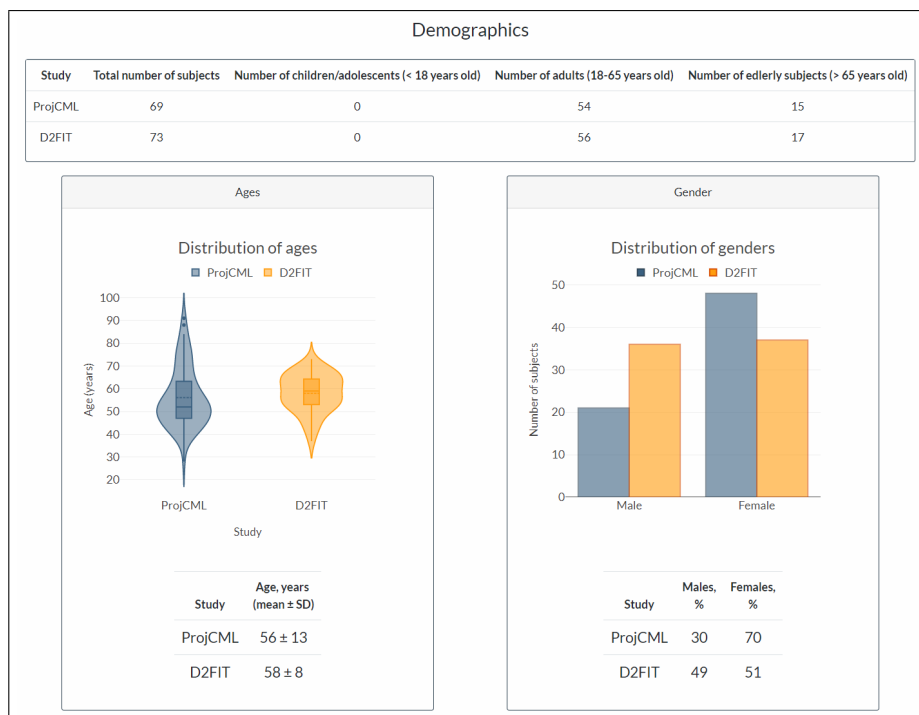 Demographics
Study Total number of subjects Number of children/adolescents (< 18 years old) Number of adults (18-65 years old) Number of edlerly subjects (> 65 years old)
ProjCML 69 0 54 15
D2FIT 73 0 56 17
Ages
Distribution of ages
ProjCML D2FIT
100
90
80
70
60
50
40
30
20
Age (years)
ProjCML D2FIT
Study
Study Age, years (mean ± SD)
ProjCML 56 ± 13
D2FIT 58 ± 8
Gender
Distribution of genders
ProjCML D2FIT
50
40
30
20
10
0
Number of subjects
Male Female
Study Males, % Females, %
ProjCML 30 70
D2FIT 49 51